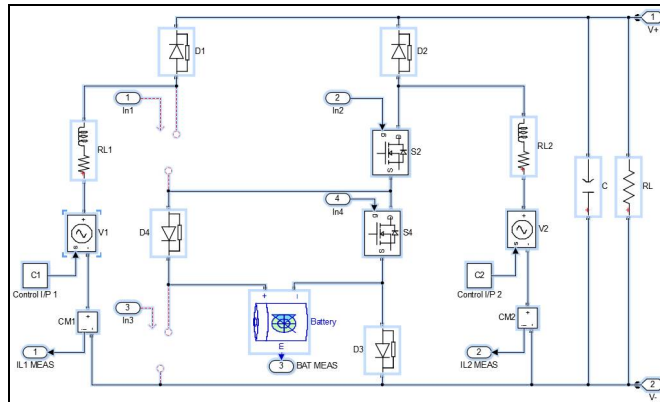 1
V+
D1
D2
1
In1
2
In2
g
D
S
S2
RL1
RL2
C
RL
4
In4
g
D
S
S4
+
s
V1
D4
+
s
V2
C1
Control I/P 1
C2
Control I/P 2
3
In3
+
-
m
Battery
CM1
+
-
CM2
+
-
D3
1
IL1 MEAS
3
BAT MEAS
2
IL2 MEAS
2
V-